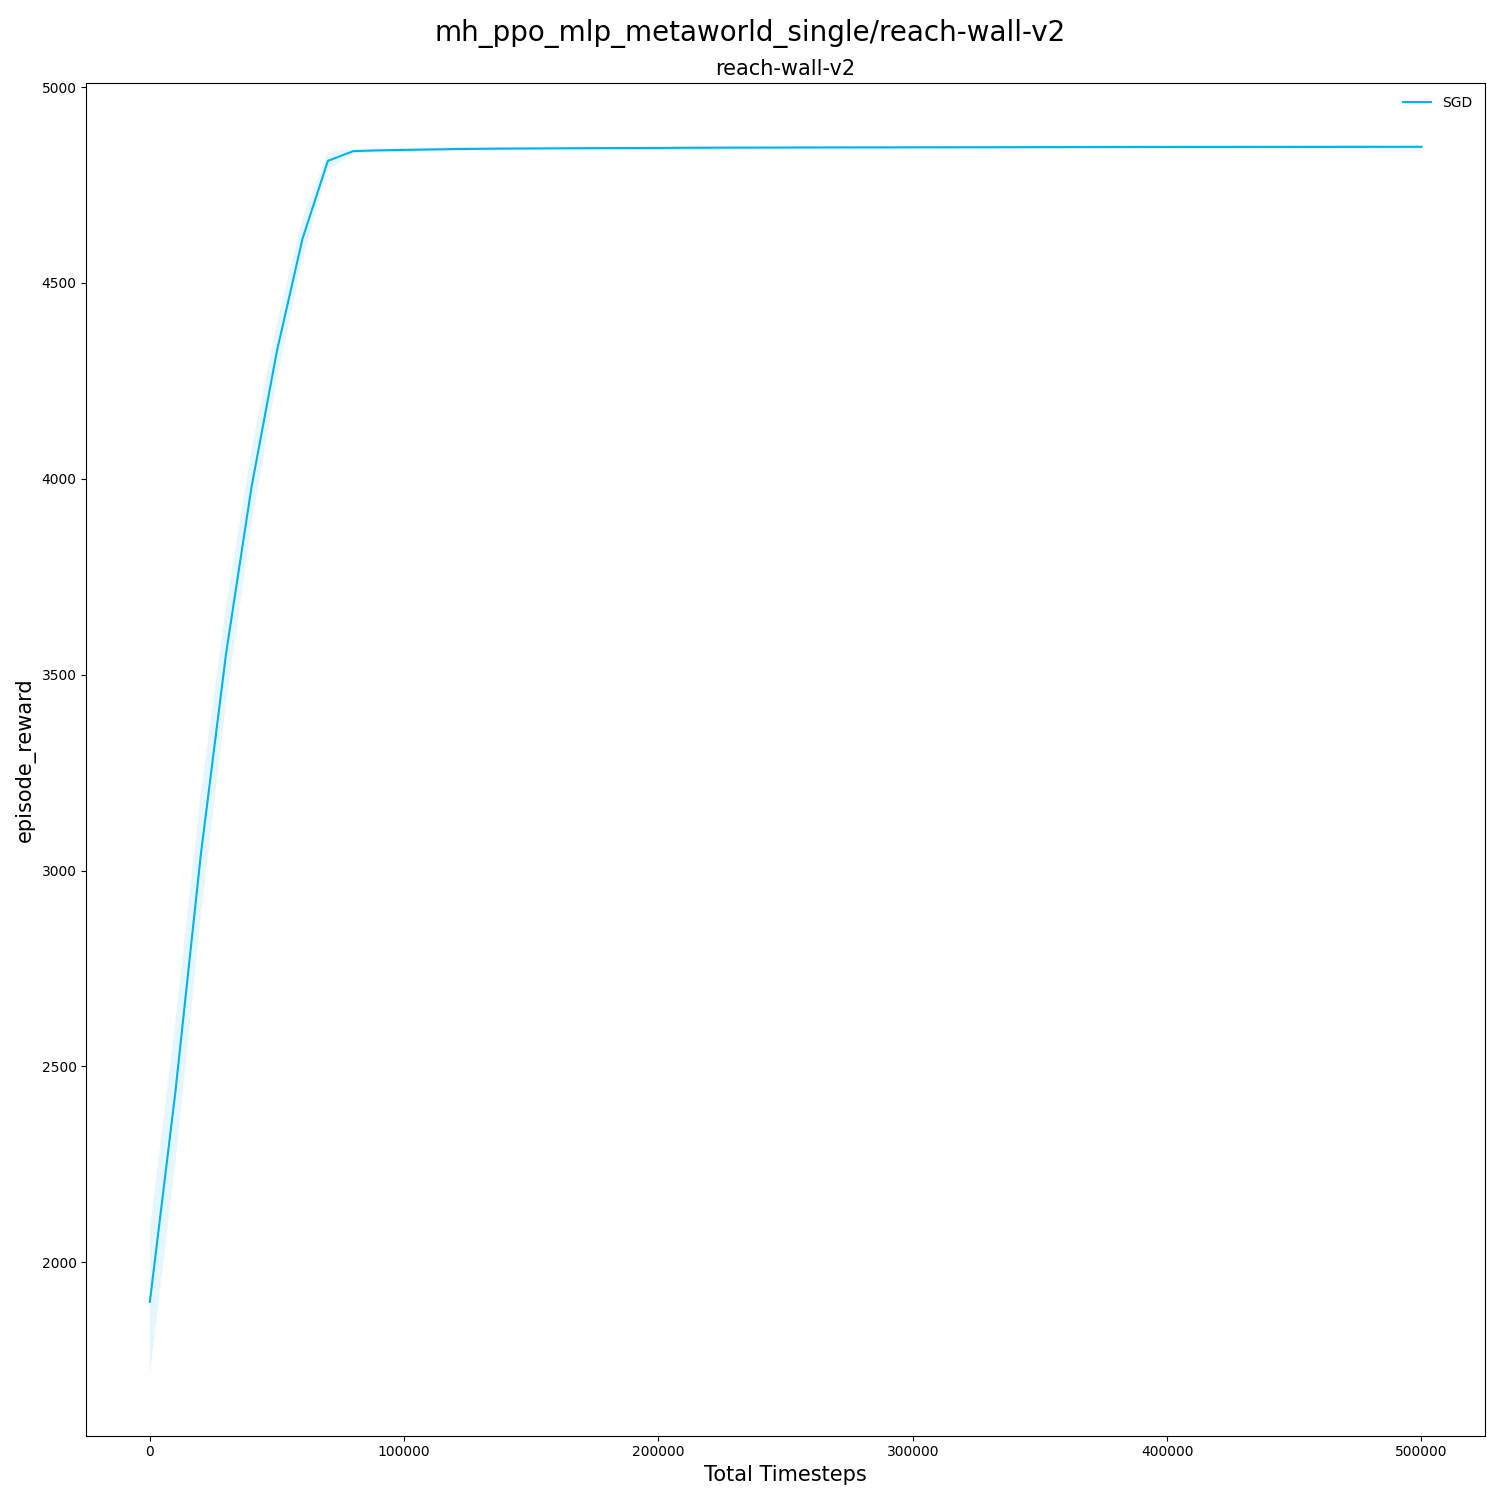 mh_ppo_mlp_metaworld_single/reach-wall-v2
reach-wall-v2
SGD
5000
4500
4000
3500
3000
2500
2000
episode_reward
0 100000 200000 300000 400000 500000
Total Timesteps